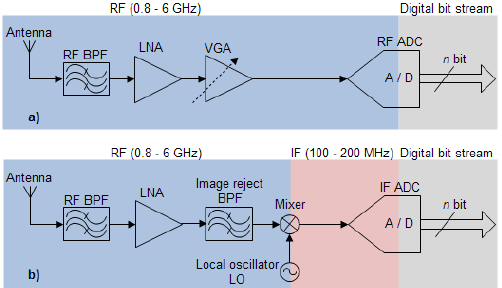 RF (0.8 - 6 GHz)
Digital bit stream
Antenna
RF BPF
LNA
VGA
RF ADC
A / D
n bit
a)
RF (0.8 - 6 GHz)
IF (100 - 200 MHz)
Digital bit stream
Antenna
RF BPF
LNA
Image reject
BPF
Mixer
IF ADC
A / D
n bit
Local oscillator
LO
b)